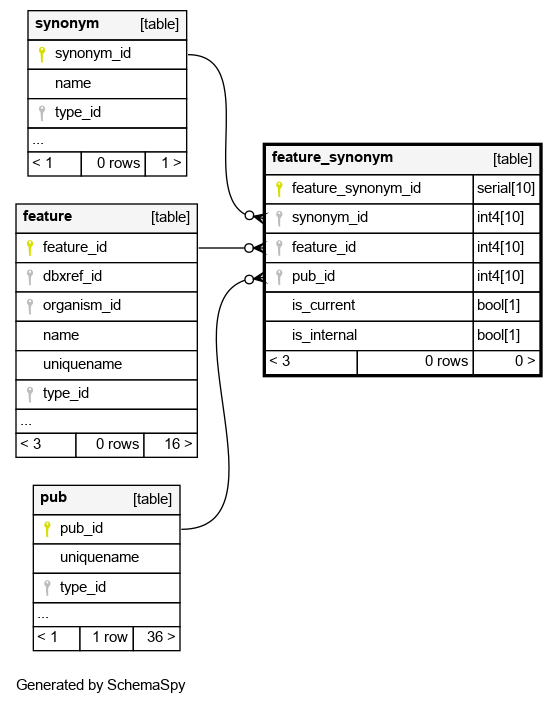 synonym [table]
synonym_id
name
type_id
...
< 1 0 rows 1 >
feature [table]
feature_id
dbxref_id
organism_id
name
uniquename
type_id
...
< 3 0 rows 16 >
pub [table]
pub_id
uniquename
type_id
...
< 1 1 row 36 >
feature_synonym [table]
feature_synonym_id serial[10]
synonym_id int4[10]
feature_id int4[10]
pub_id int4[10]
is_current bool[1]
is_internal bool[1]
< 3 0 rows 0 >
Generated by SchemaSpy